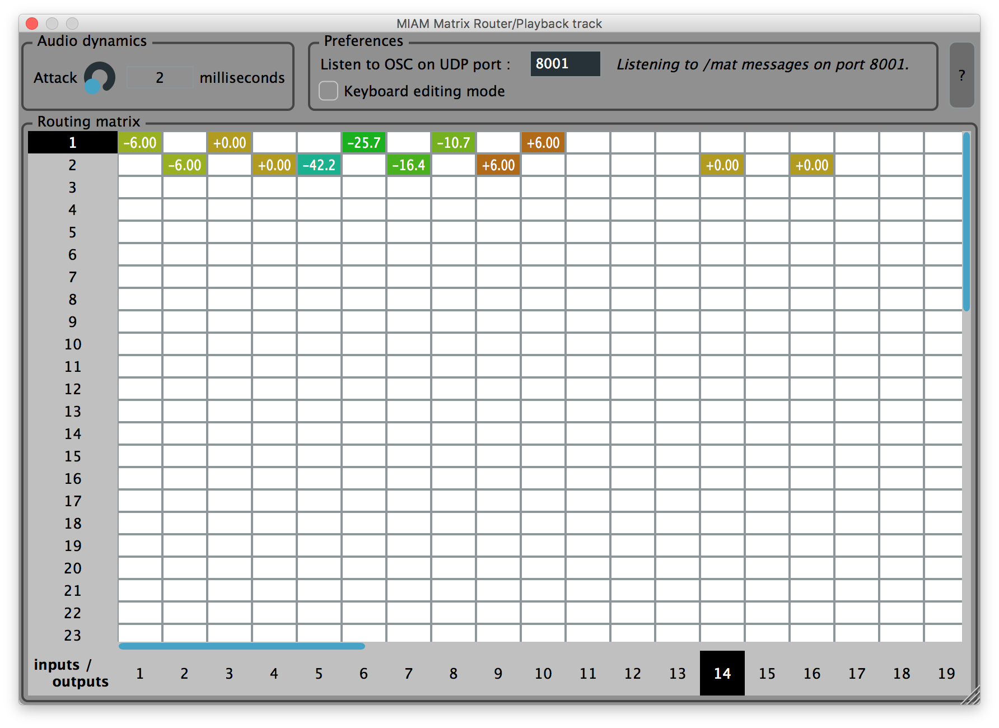 MIAM Matrix Router/Playback track
Audio dynamics
Attack 2 milliseconds
Preferences
Listen to OSC on UDP port : 8001 Listening to /mat messages on port 8001.
Keyboard editing mode
?
Routing matrix
1 -6.00 +0.00 -25.7 -10.7 +6.00
2 -6.00 +0.00 -42.2 -16.4 +6.00 +0.00 +0.00
3
4
5
6
7
8
9
10
11
12
13
14
15
16
17
18
19
20
21
22
23
inputs /
outputs
1 2 3 4 5 6 7 8 9 10 11 12 13 14 15 16 17 18 19